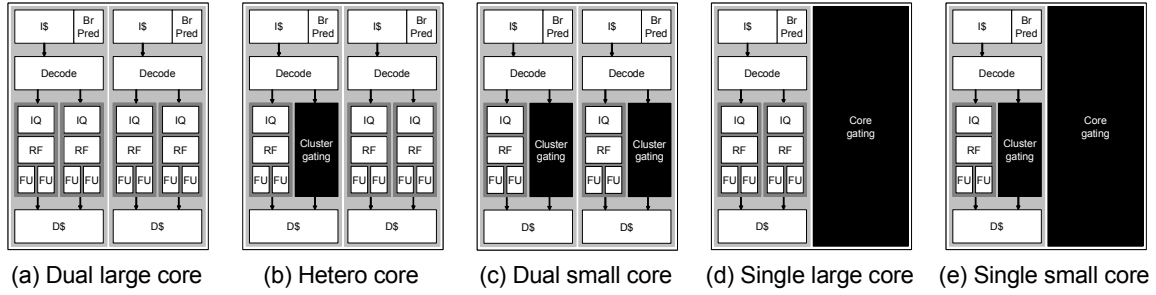 I$ Br Pred I$ Br Pred
Decode Decode
IQ IQ IQ IQ
RF RF RF RF
FU FU FU FU FU FU FU FU
D$ D$
(a) Dual large core
I$ Br Pred I$ Br Pred
Decode Decode
IQ IQ IQ
RF Cluster gating RF RF
FU FU FU FU FU FU
D$ D$
(b) Hetero core
I$ Br Pred I$ Br Pred
Decode Decode
IQ IQ
RF Cluster gating RF Cluster gating
FU FU FU FU
D$ D$
(c) Dual small core
I$ Br Pred
Decode
IQ IQ
RF RF
FU FU FU FU
D$
Core gating
(d) Single large core
I$ Br Pred
Decode
IQ
RF Cluster gating
FU FU
D$
Core gating
(e) Single small core